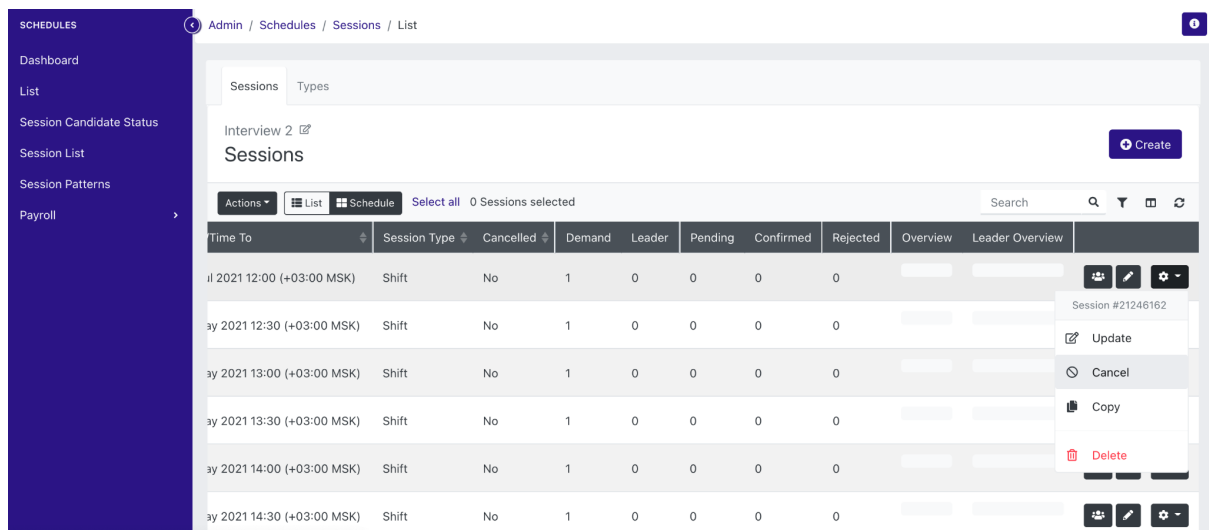 SCHEDULES
Admin / Schedules / Sessions / List
Dashboard
List
Session Candidate Status
Session List
Session Patterns
Payroll
Sessions Types
Interview 2
Sessions
Create
Actions List Schedule Select all 0 Sessions selected Search
/Time To Session Type Cancelled Demand Leader Pending Confirmed Rejected Overview Leader Overview
ul 2021 12:00 (+03:00 MSK) Shift No 1 0 0 0 0
Session #21246162
ay 2021 12:30 (+03:00 MSK) Shift No 1 0 0 0 0
Update
ay 2021 13:00 (+03:00 MSK) Shift No 1 0 0 0 0
Cancel
ay 2021 13:30 (+03:00 MSK) Shift No 1 0 0 0 0
Copy
ay 2021 14:00 (+03:00 MSK) Shift No 1 0 0 0 0
Delete
ay 2021 14:30 (+03:00 MSK) Shift No 1 0 0 0 0